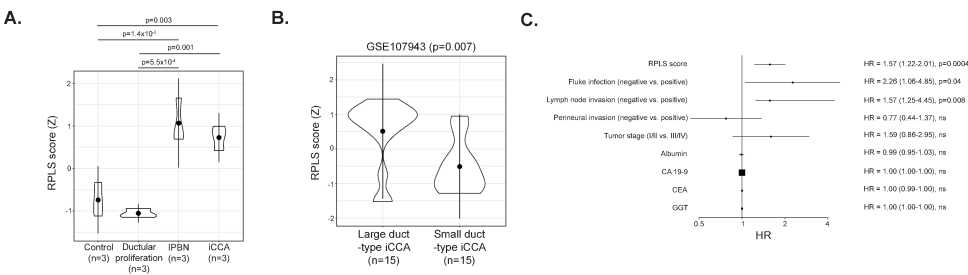 A.
p=0.003
p=1.4x10⁻³
p=0.001
p=5.5x10⁻⁴
RPLS score (Z)
2
1
0
-1
Control
(n=3)
Ductular
proliferation
(n=3)
IPBN
(n=3)
iCCA
(n=3)
B.
GSE107943 (p=0.007)
RPLS score (Z)
2
1
0
-1
-2
Large duct
-type iCCA
(n=15)
Small duct
-type iCCA
(n=15)
C.
RPLS score HR = 1.57 (1.22-2.01), p=0.0004
Fluke infection (negative vs. positive) HR = 2.26 (1.06-4.85), p=0.04
Lymph node invasion (negative vs. positive) HR = 1.57 (1.25-4.45), p=0.008
Perineural invasion (negative vs. positive) HR = 0.77 (0.44-1.37), ns
Tumor stage (I/II vs. III/IV) HR = 1.59 (0.86-2.95), ns
Albumin HR = 0.99 (0.95-1.03), ns
CA 19-9 HR = 1.00 (1.00-1.00), ns
CEA HR = 1.00 (0.99-1.00), ns
GGT HR = 1.00 (1.00-1.00), ns
0.5 1 2 4
HR